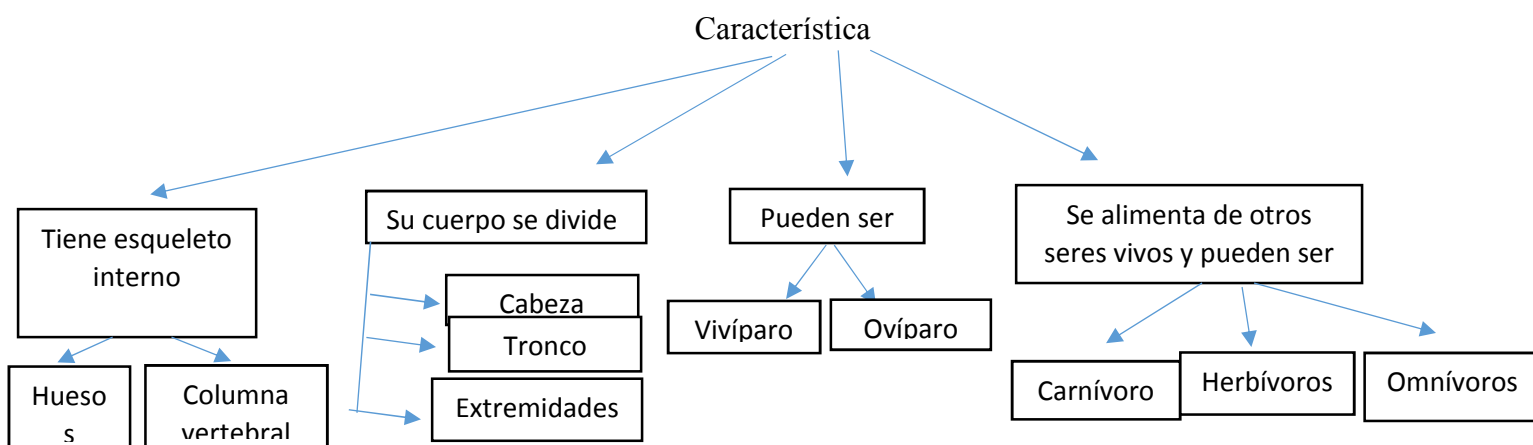 Característica
Tiene esqueleto
interno
Hueso
s
Columna
vertebral
Su cuerpo se divide
Cabeza
Tronco
Extremidades
Pueden ser
Vivíparo
Ovíparo
Se alimenta de otros
seres vivos y pueden ser
Carnívoro
Herbívoros
Omnívoros